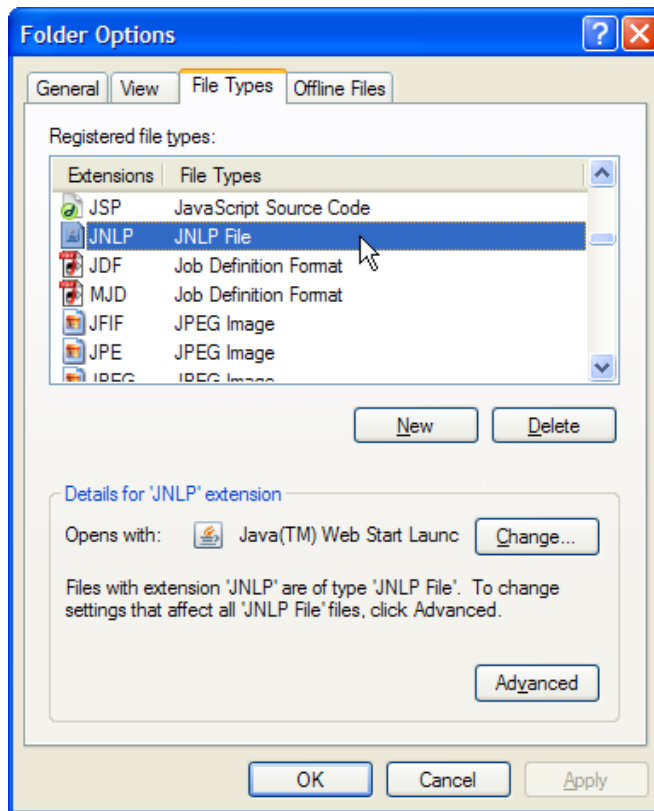 Folder Options
General View File Types Offline Files
Registered file types:
Extensions File Types
JSP JavaScript Source Code
JNLP JNLP File
JDF Job Definition Format
MJD Job Definition Format
JFIF JPEG Image
JPE JPEG Image
JPEG JPEG Image
New Delete
Details for 'JNLP' extension
Opens with: Java(TM) Web Start Launc Change...
Files with extension 'JNLP' are of type 'JNLP File'. To change
settings that affect all 'JNLP File' files, click Advanced.
Advanced
OK Cancel Apply